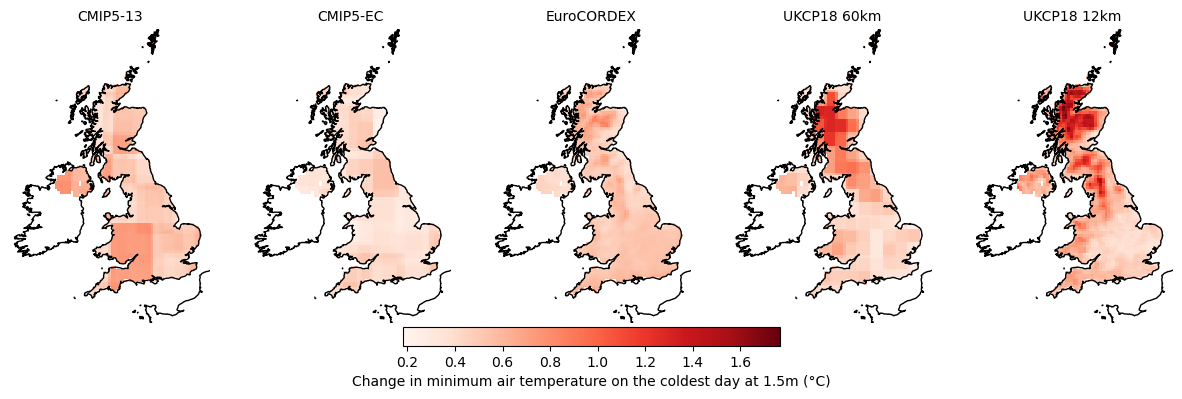 CMIP5-13 CMIP5-EC EuroCORDEX UKCP18 60km UKCP18 12km
0.2 0.4 0.6 0.8 1.0 1.2 1.4 1.6
Change in minimum air temperature on the coldest day at 1.5m (°C)